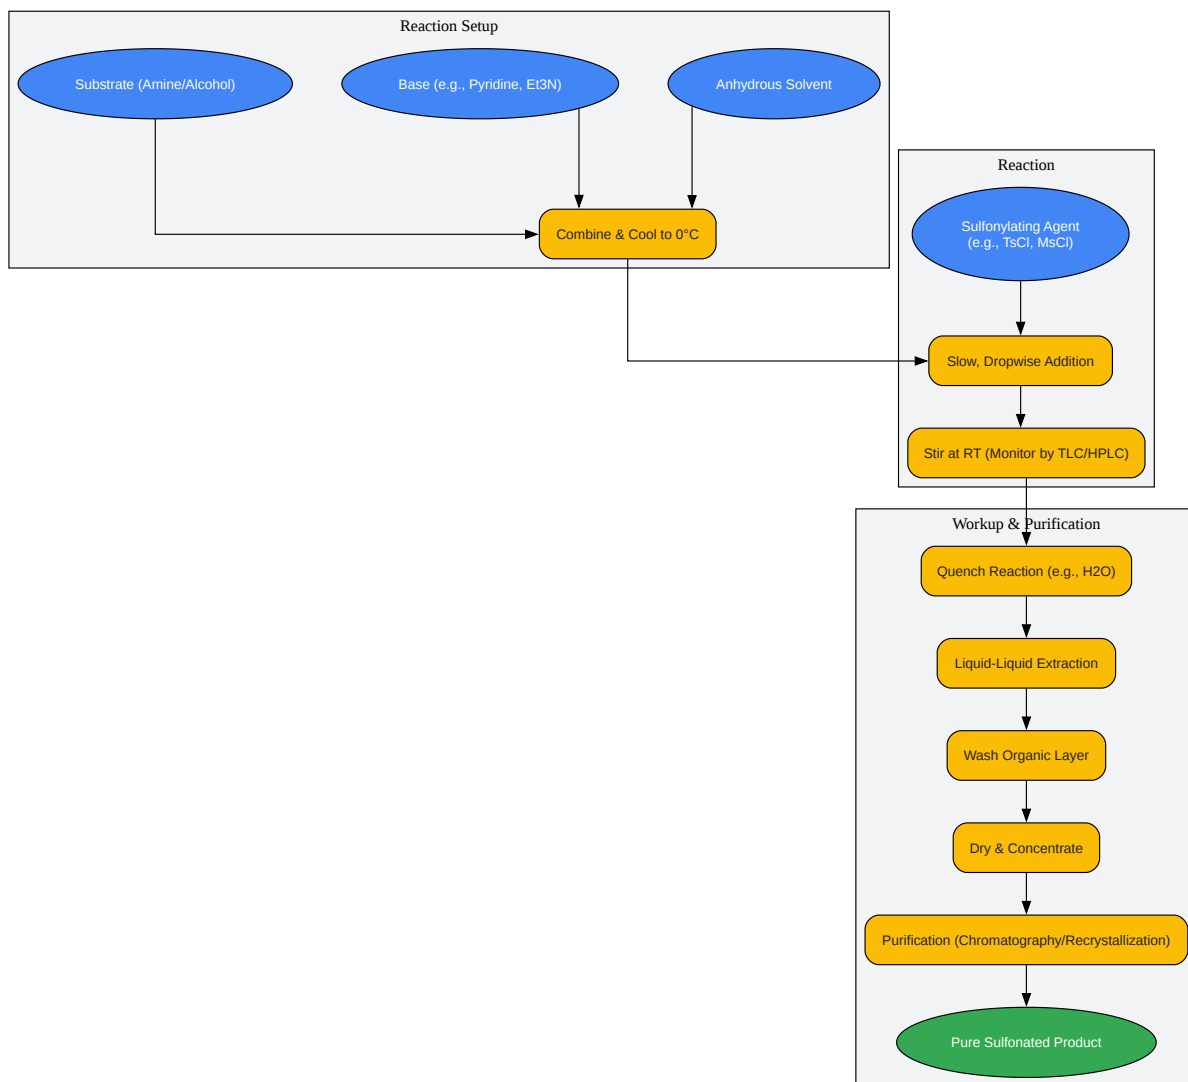 Reaction Setup
Substrate (Amine/Alcohol)
Base (e.g., Pyridine, Et3N)
Anhydrous Solvent
Combine & Cool to 0°C
Reaction
Sulfonylating Agent
(e.g., TsCl, MsCl)
Slow, Dropwise Addition
Stir at RT (Monitor by TLC/HPLC)
Workup & Purification
Quench Reaction (e.g., H2O)
Liquid-Liquid Extraction
Wash Organic Layer
Dry & Concentrate
Purification (Chromatography/Recrystallization)
Pure Sulfonated Product